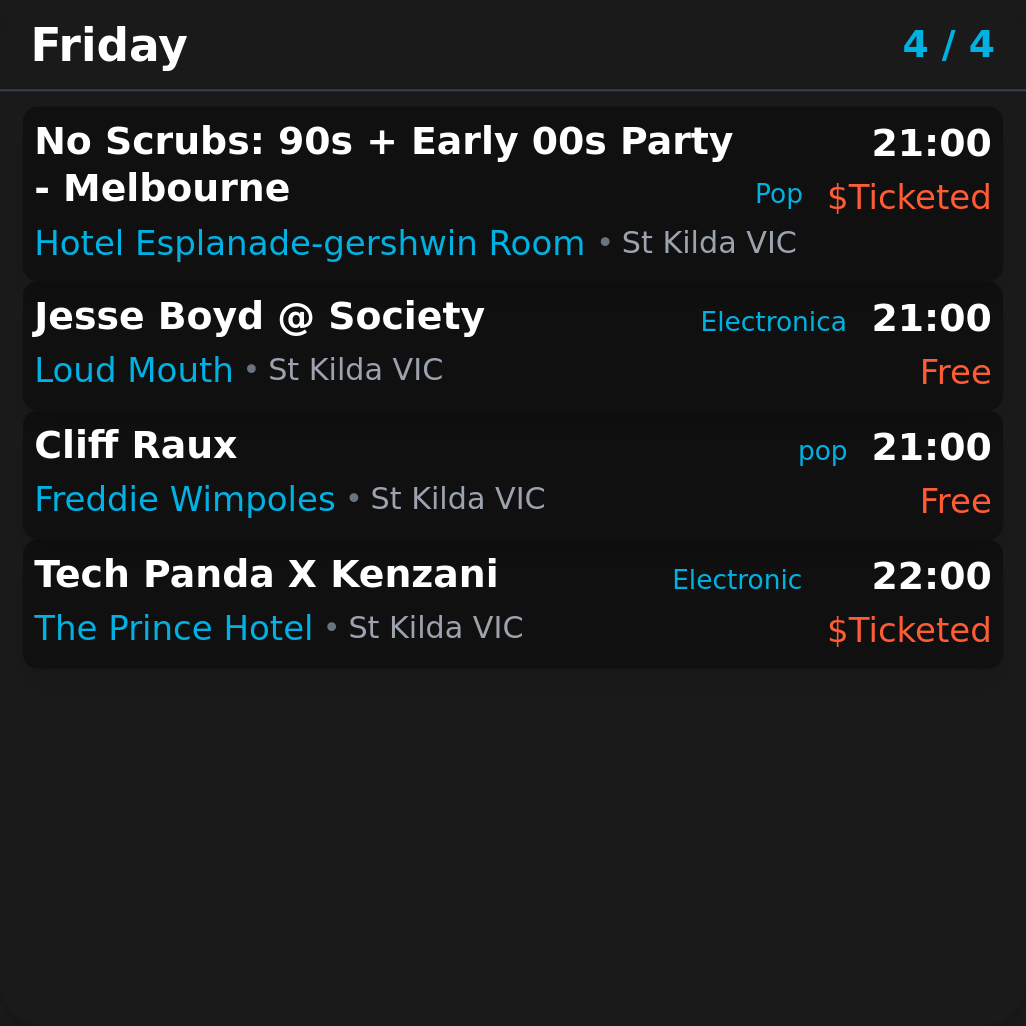 Friday 4 / 4
No Scrubs: 90s + Early 00s Party 21:00
- Melbourne Pop $Ticketed
Hotel Esplanade-gershwin Room • St Kilda VIC
Jesse Boyd @ Society Electronica 21:00
Loud Mouth • St Kilda VIC Free
Cliff Raux pop 21:00
Freddie Wimpoles • St Kilda VIC Free
Tech Panda X Kenzani Electronic 22:00
The Prince Hotel • St Kilda VIC $Ticketed